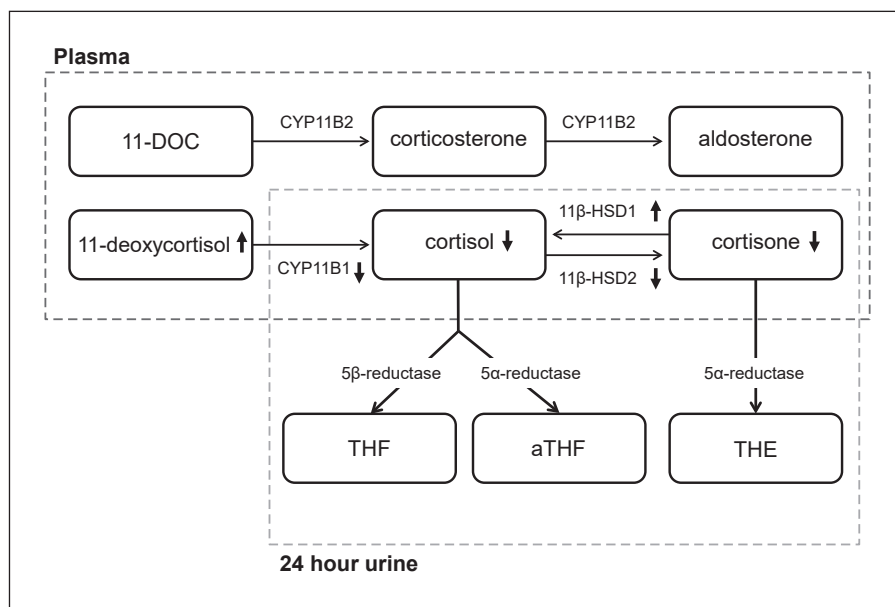 Plasma
CYP11B2
CYP11B2
11-DOC
corticosterone
aldosterone
11β-HSD1
11-deoxycortisol
cortisol
cortisone
CYP11B1
11β-HSD2
5β-reductase
5α-reductase
5α-reductase
THF
aTHF
THE
24 hour urine